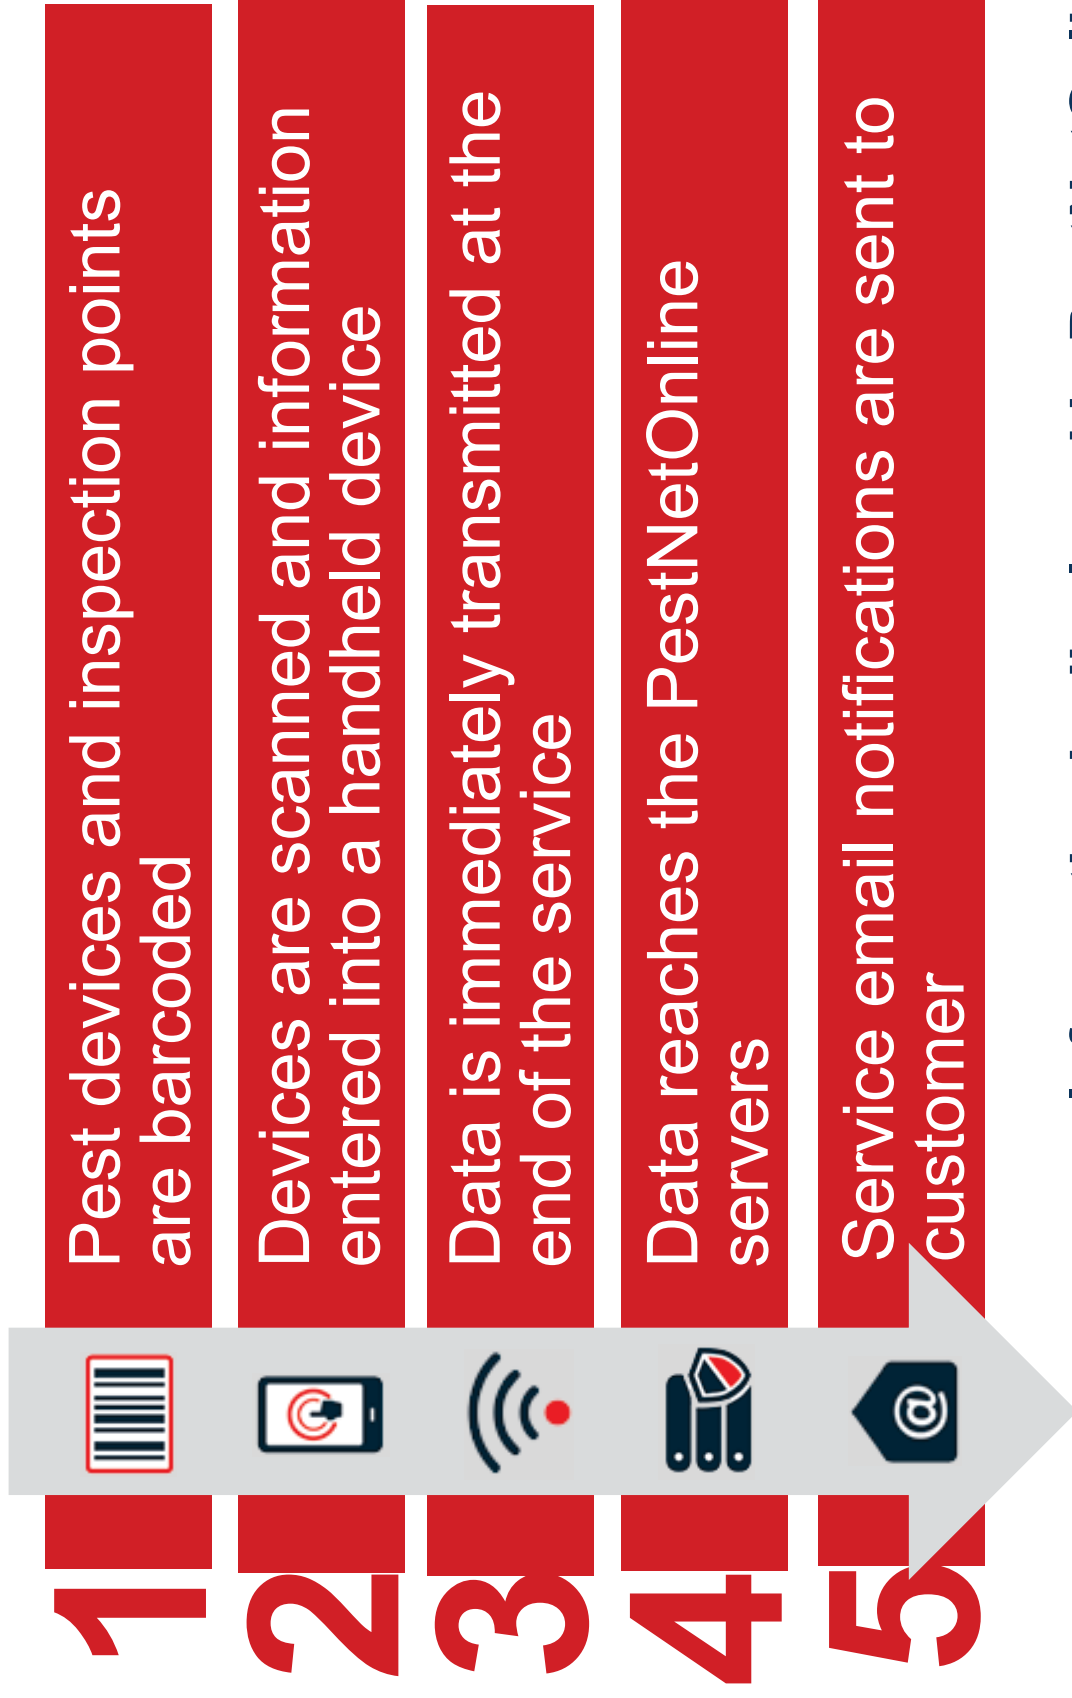 1
Pest devices and inspection points
are barcoded
2
Devices are scanned and information
entered into a handheld device
3
Data is immediately transmitted at the
end of the service
4
Data reaches the PestNetOnline
servers
5
Service email notifications are sent to
customer
@